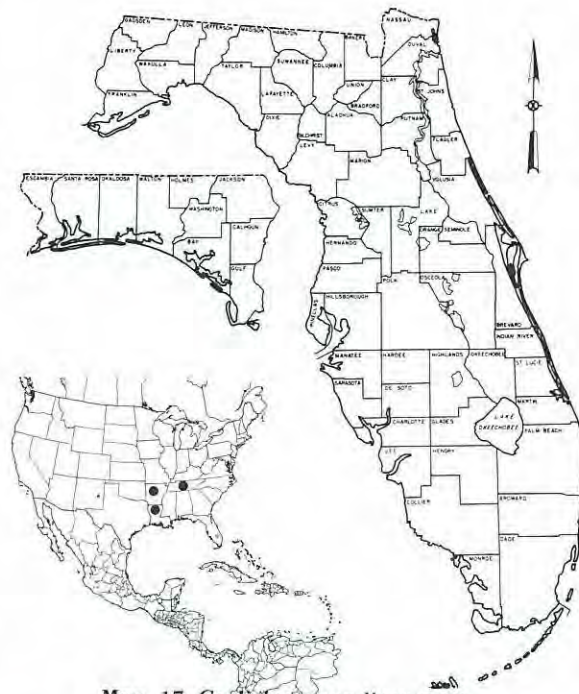 NASSAU
GADSDEN
LEON
JEFFERSON
MADISON
HAMILTON
BAKER
DUVAL
LIBERTY
WAKULLA
TAYLOR
SUWANNEE
COLUMBIA
UNION
CLAY
ST. JOHNS
FRANKLIN
LAFAYETTE
BRADFORD
DIXIE
GILCHRIST
ALACHUA
PUTNAM
FLAGLER
LEVY
MARION
VOLUSIA
ESCAMBIA
SANTA ROSA
OKALOOSA
WALTON
HOLMES
JACKSON
WASHINGTON
BAY
CALHOUN
GULF
CITRUS
SUMTER
LAKE
ORANGE
SEMINOLE
HERNANDO
PASCO
POLK
OSCEOLA
PINELLAS
HILLSBOROUGH
BREVARD
INDIAN RIVER
MANATEE
HARDEE
HIGHLANDS
OKEECHOBEE
ST. LUCIE
SARASOTA
DE SOTO
MARTIN
CHARLOTTE
GLADES
LAKE
OKEECHOBEE
PALM BEACH
LEE
HENDRY
COLLIER
BROWARD
DADE
MONROE